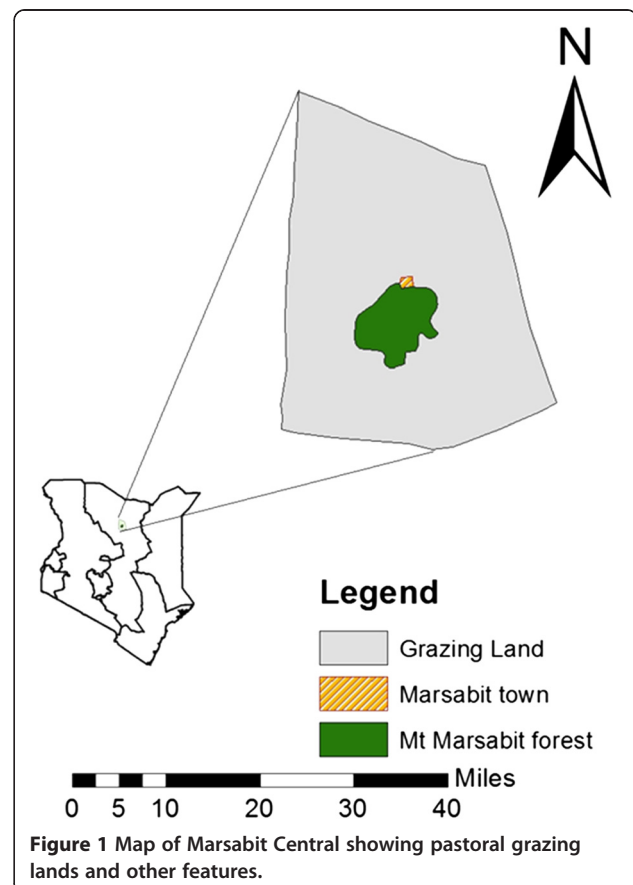 N
Legend
Grazing Land
Marsabit town
Mt Marsabit forest
Miles
0 5 10 20 30 40
Figure 1 Map of Marsabit Central showing pastoral grazing
lands and other features.